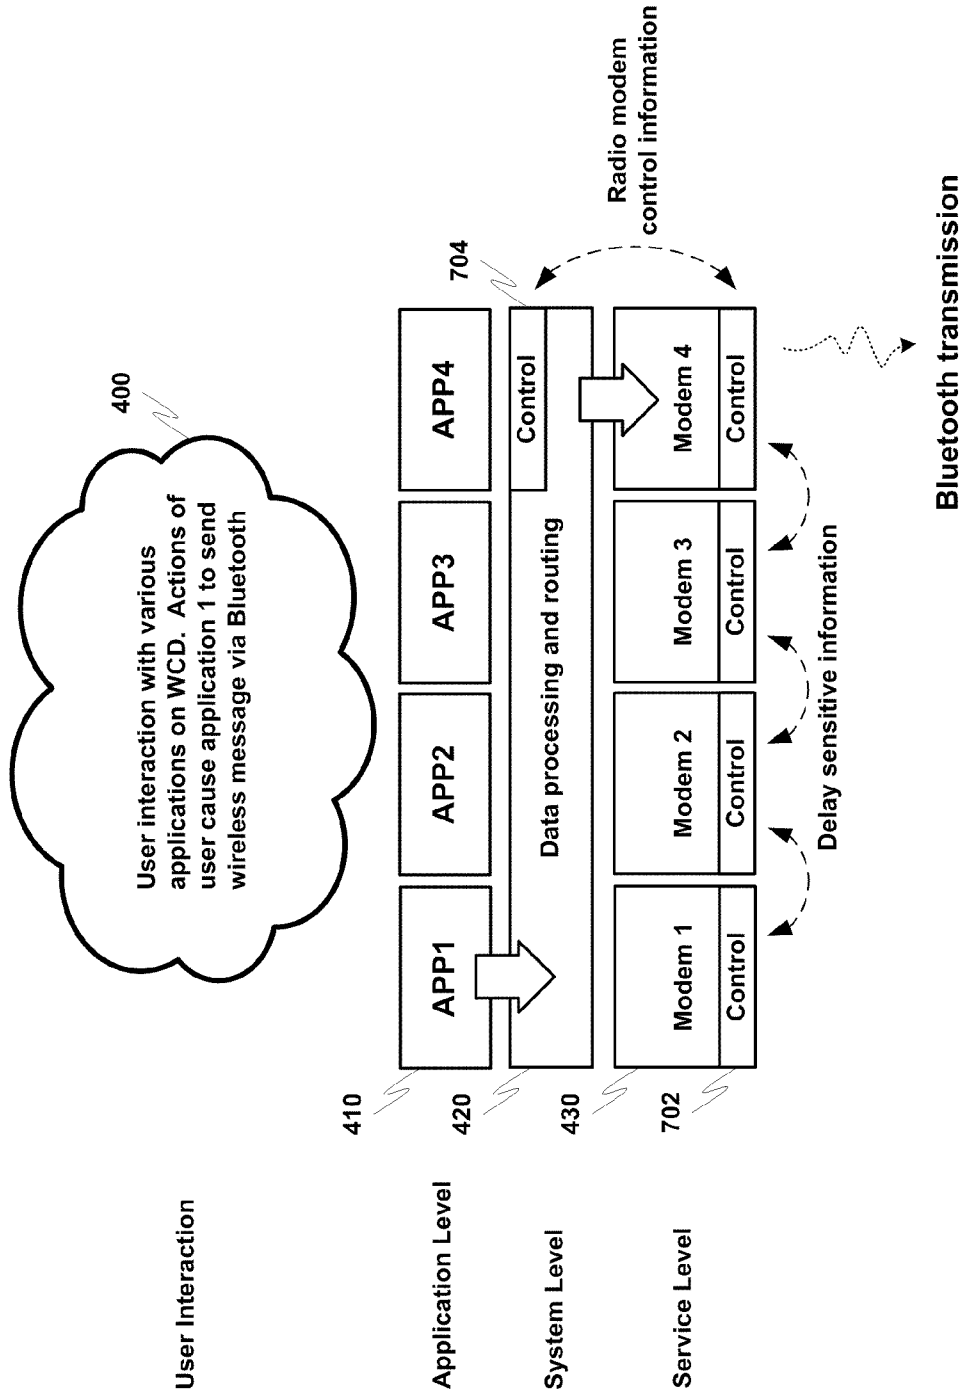 User Interaction
User interaction with various
applications on WCD. Actions of
user cause application 1 to send
wireless message via Bluetooth
400
Application Level
410
APP1
APP2
APP3
APP4
System Level
420
Data processing and routing
Control
704
Radio modem
control information
Service Level
430
Modem 1
Modem 2
Modem 3
Modem 4
702
Control
Control
Control
Control
Delay sensitive information
Bluetooth transmission